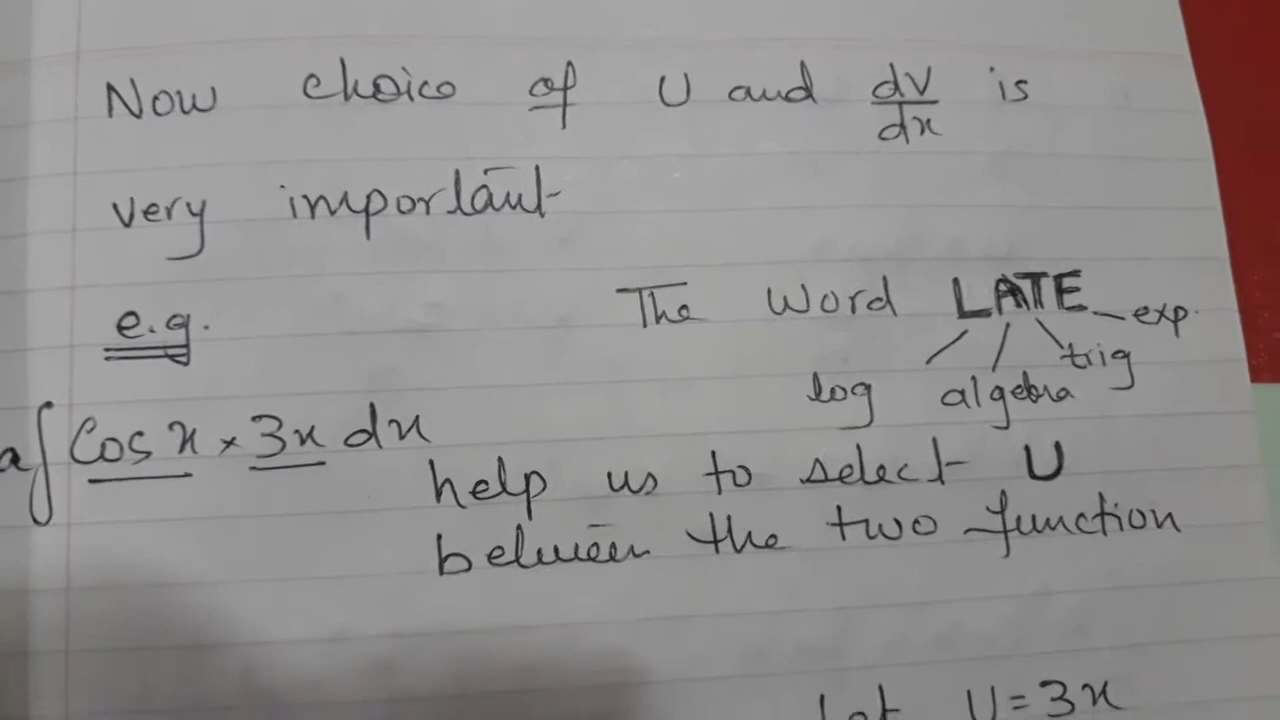 Now choice of U and dv/dx is
very important
e.g.
The Word LATE exp.
log algebra trig
a∫ Cos x × 3x dx
help us to select U
between the two function
Let U = 3x